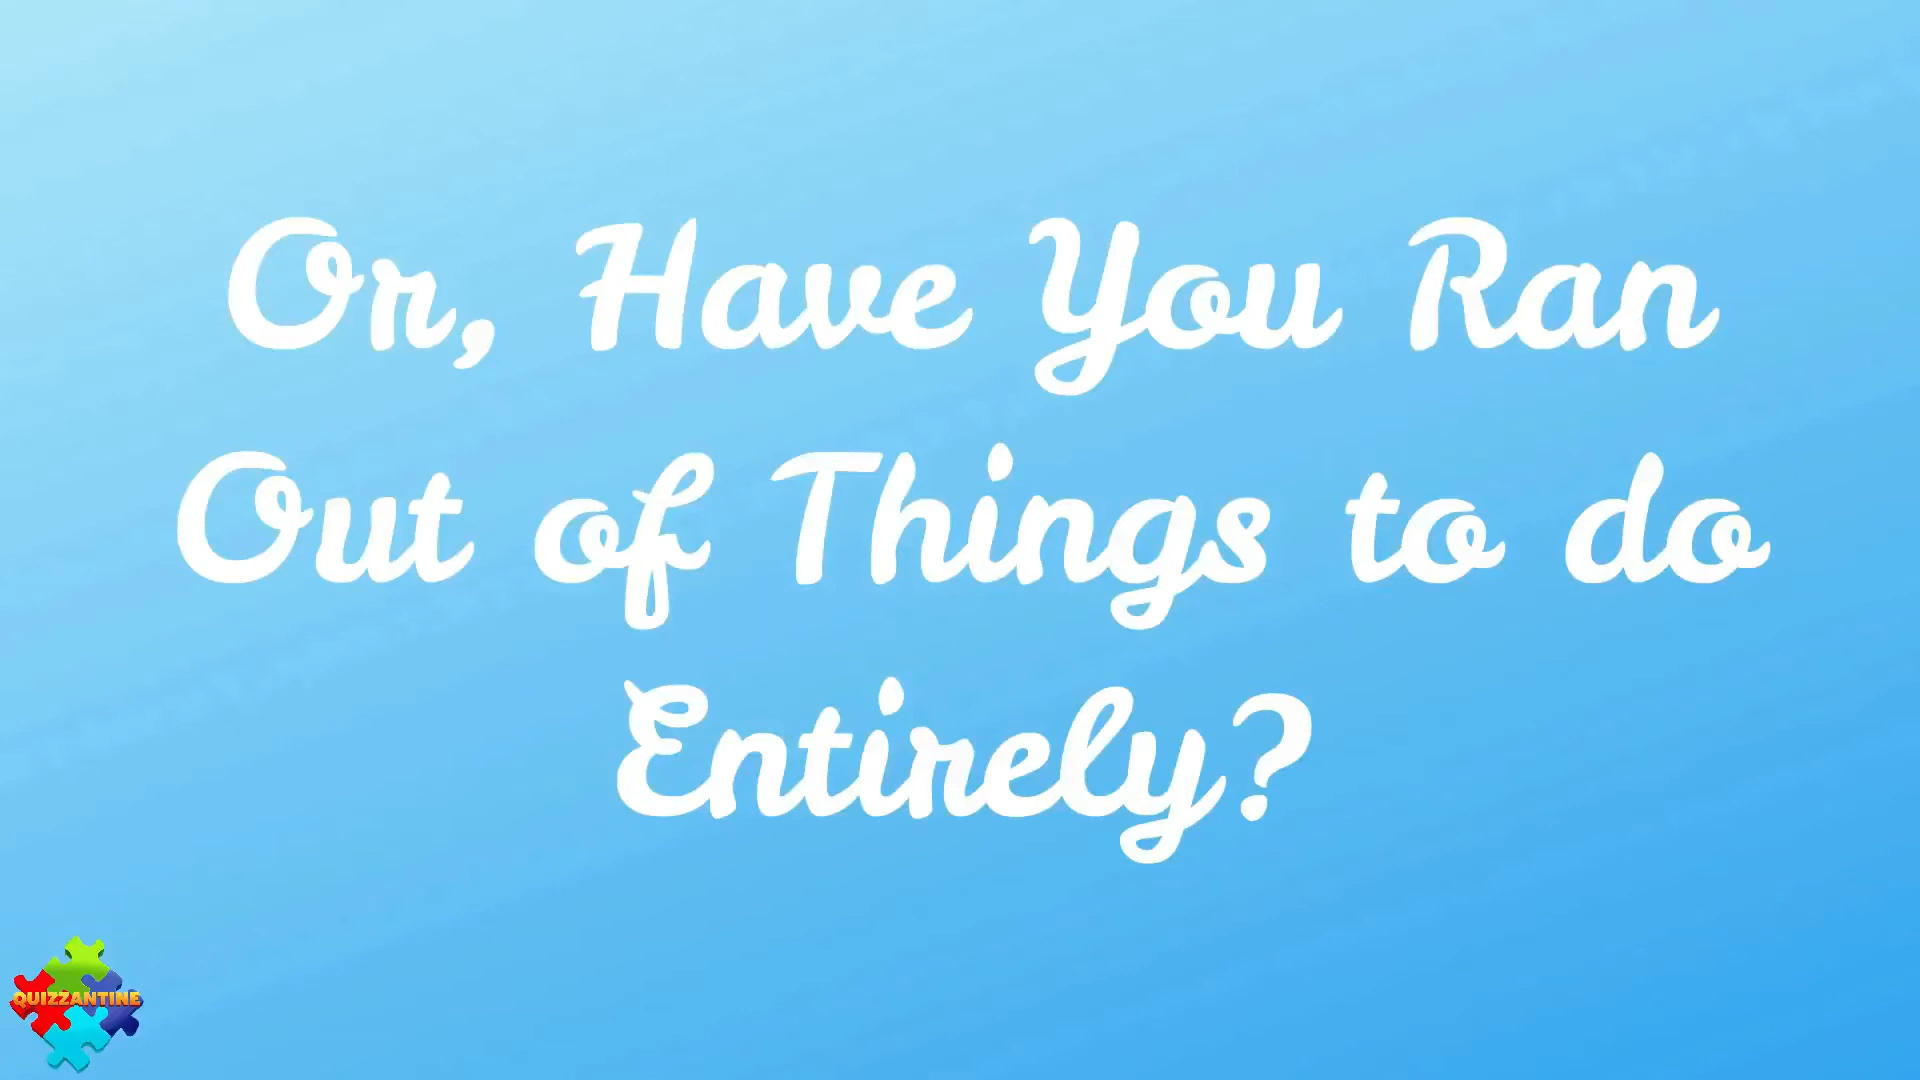 Or, Have You Ran
Out of Things to do
Entirely?
QUIZZANTINE